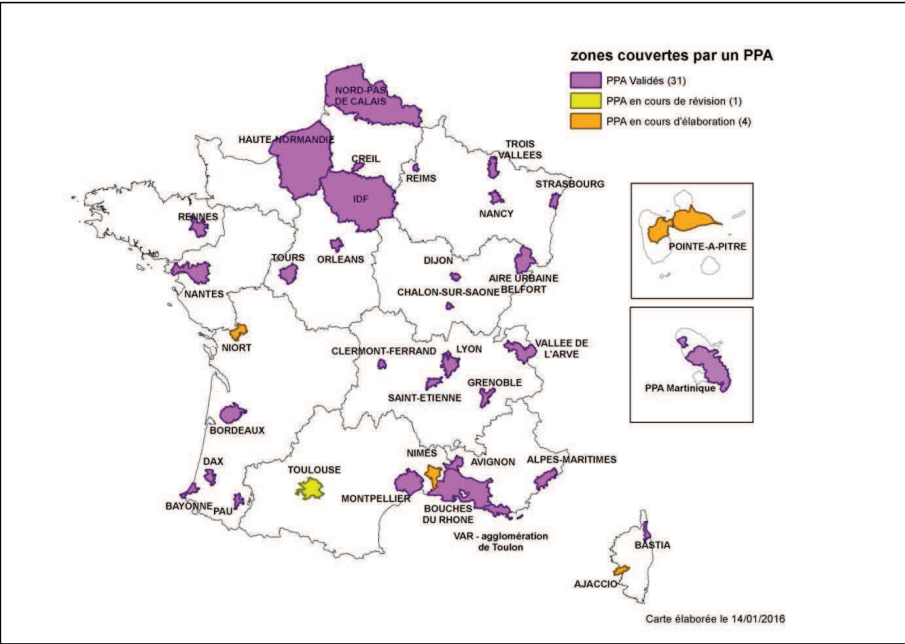 zones couvertes par un PPA
PPA Validés (31)
PPA en cours de révision (1)
PPA en cours d'élaboration (4)
NORD-PAS
DE CALAIS
HAUTE-NORMANDIE
CREIL
REIMS
TROIS
VALLEES
STRASBOURG
IDF
NANCY
RENNES
POINTE-A-PITRE
TOURS
ORLEANS
DIJON
AIRE URBAINE
BELFORT
NANTES
CHALON-SUR-SAONE
NIORT
CLERMONT-FERRAND
LYON
VALLEE DE
L'ARVE
SAINT-ETIENNE
GRENOBLE
PPA Martinique
BORDEAUX
DAX
TOULOUSE
NIMES
AVIGNON
ALPES-MARITIMES
BAYONNE
PAU
MONTPELLIER
BOUCHES
DU RHONE
VAR - agglomération
de Toulon
BASTIA
AJACCIO
Carte élaborée le 14/01/2016